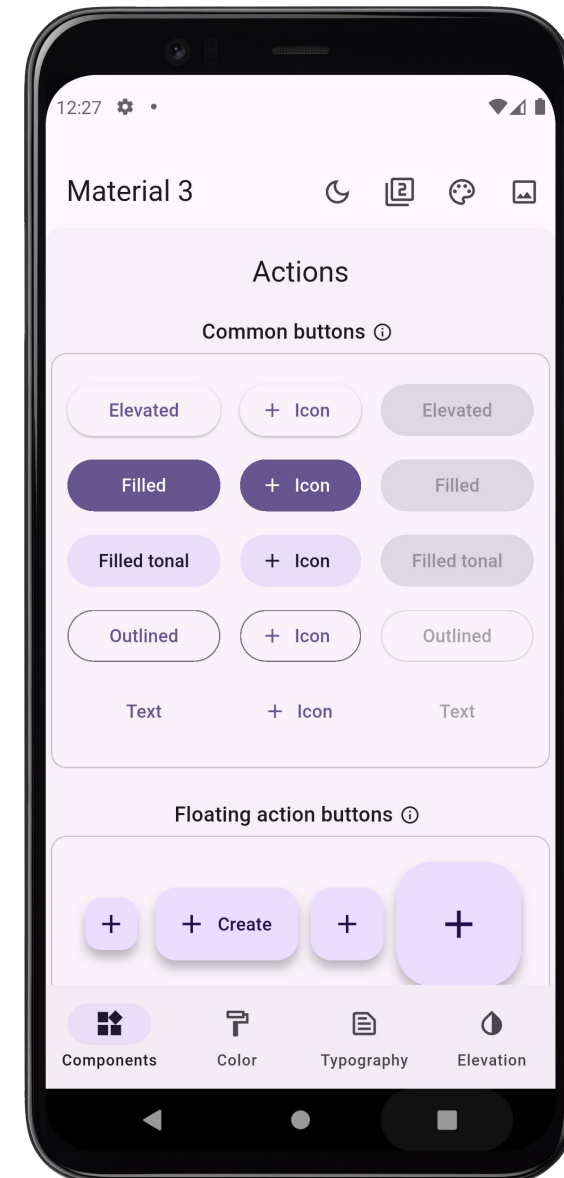 12:27
Material 3
2
Actions
Common buttons
Elevated + Icon Elevated
Filled + Icon Filled
Filled tonal + Icon Filled tonal
Outlined + Icon Outlined
Text + Icon Text
Floating action buttons
+ + Create + +
Components Color Typography Elevation